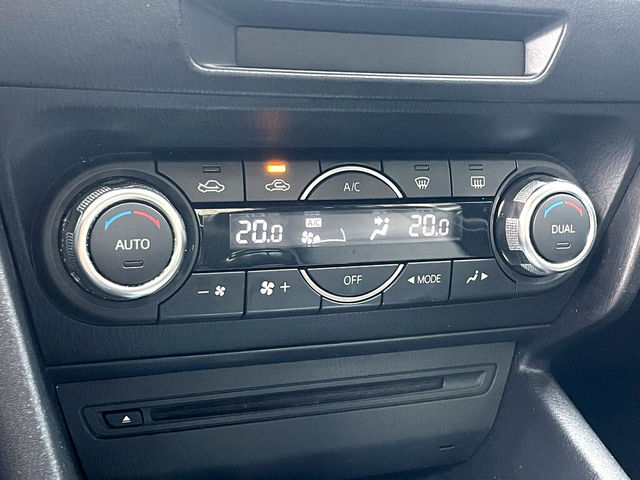 A/C
AUTO
20.0
A/C
20.0
DUAL
−
+
OFF
◀ MODE
▶